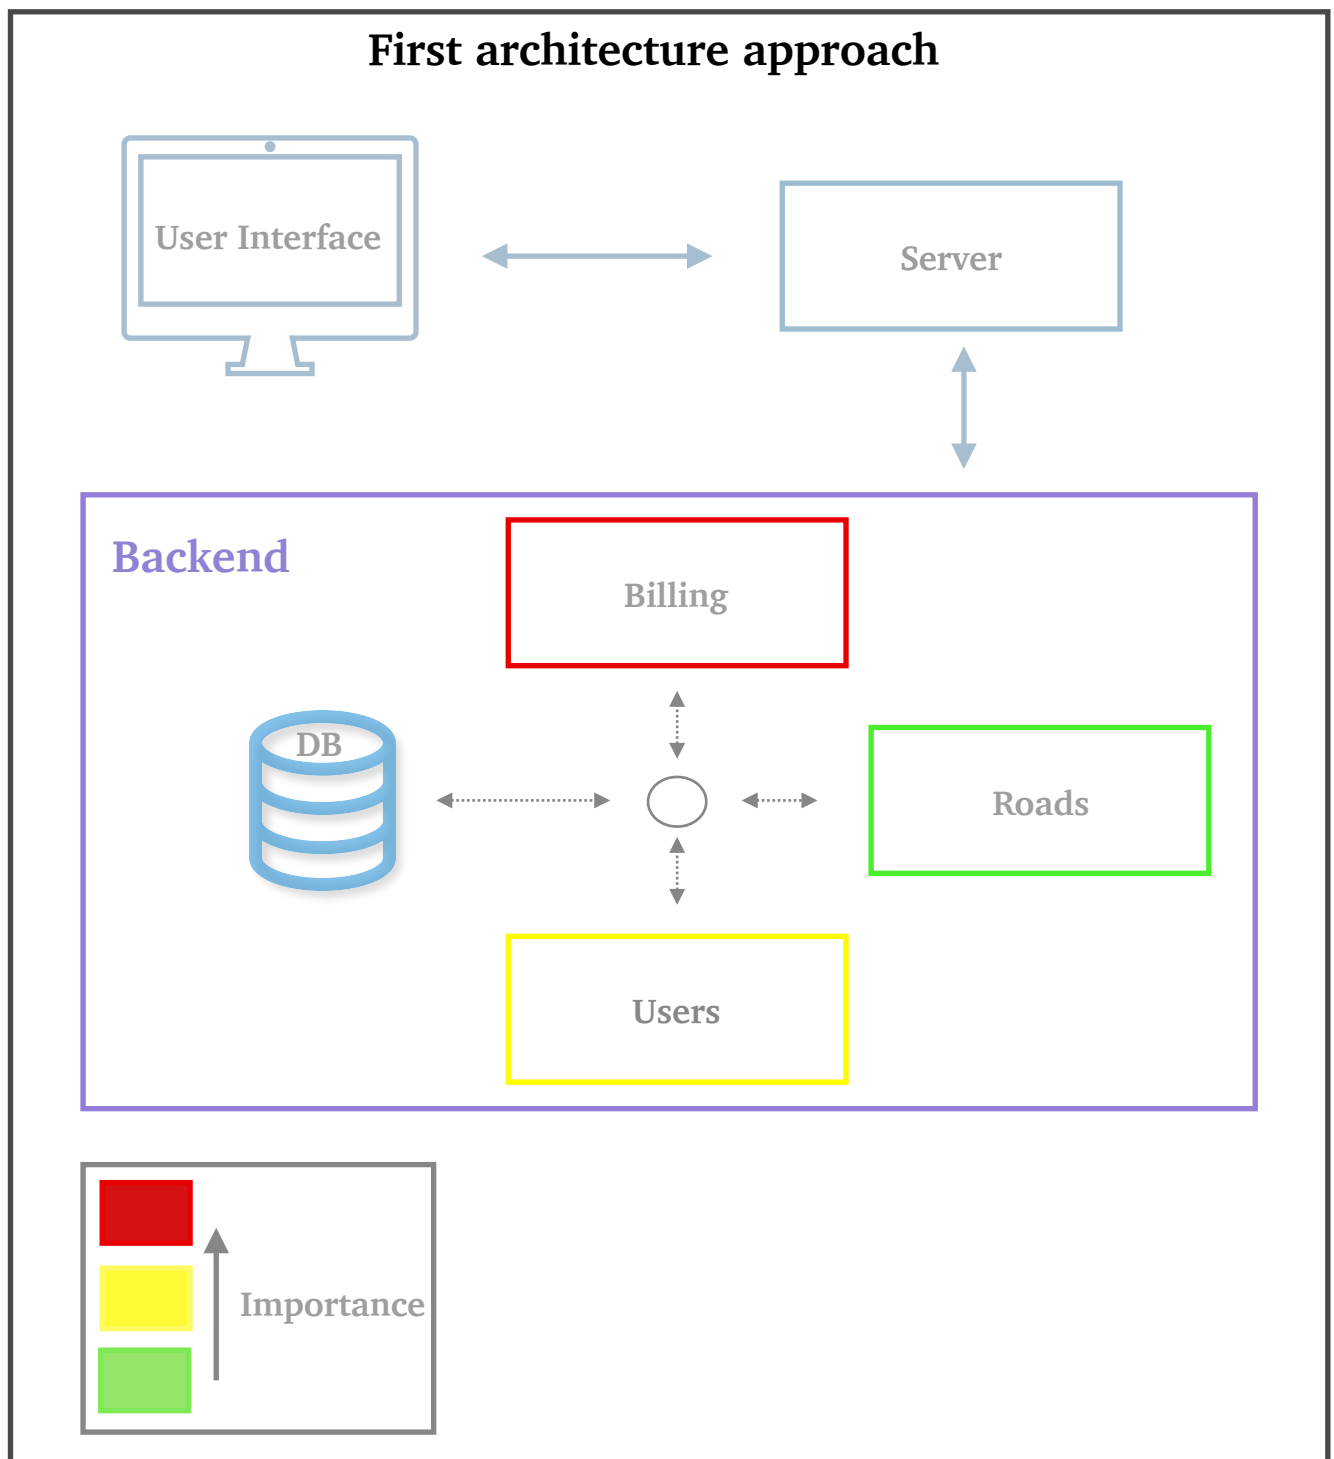 First architecture approach
User Interface
Server
Backend
Billing
DB
Roads
Users
Importance